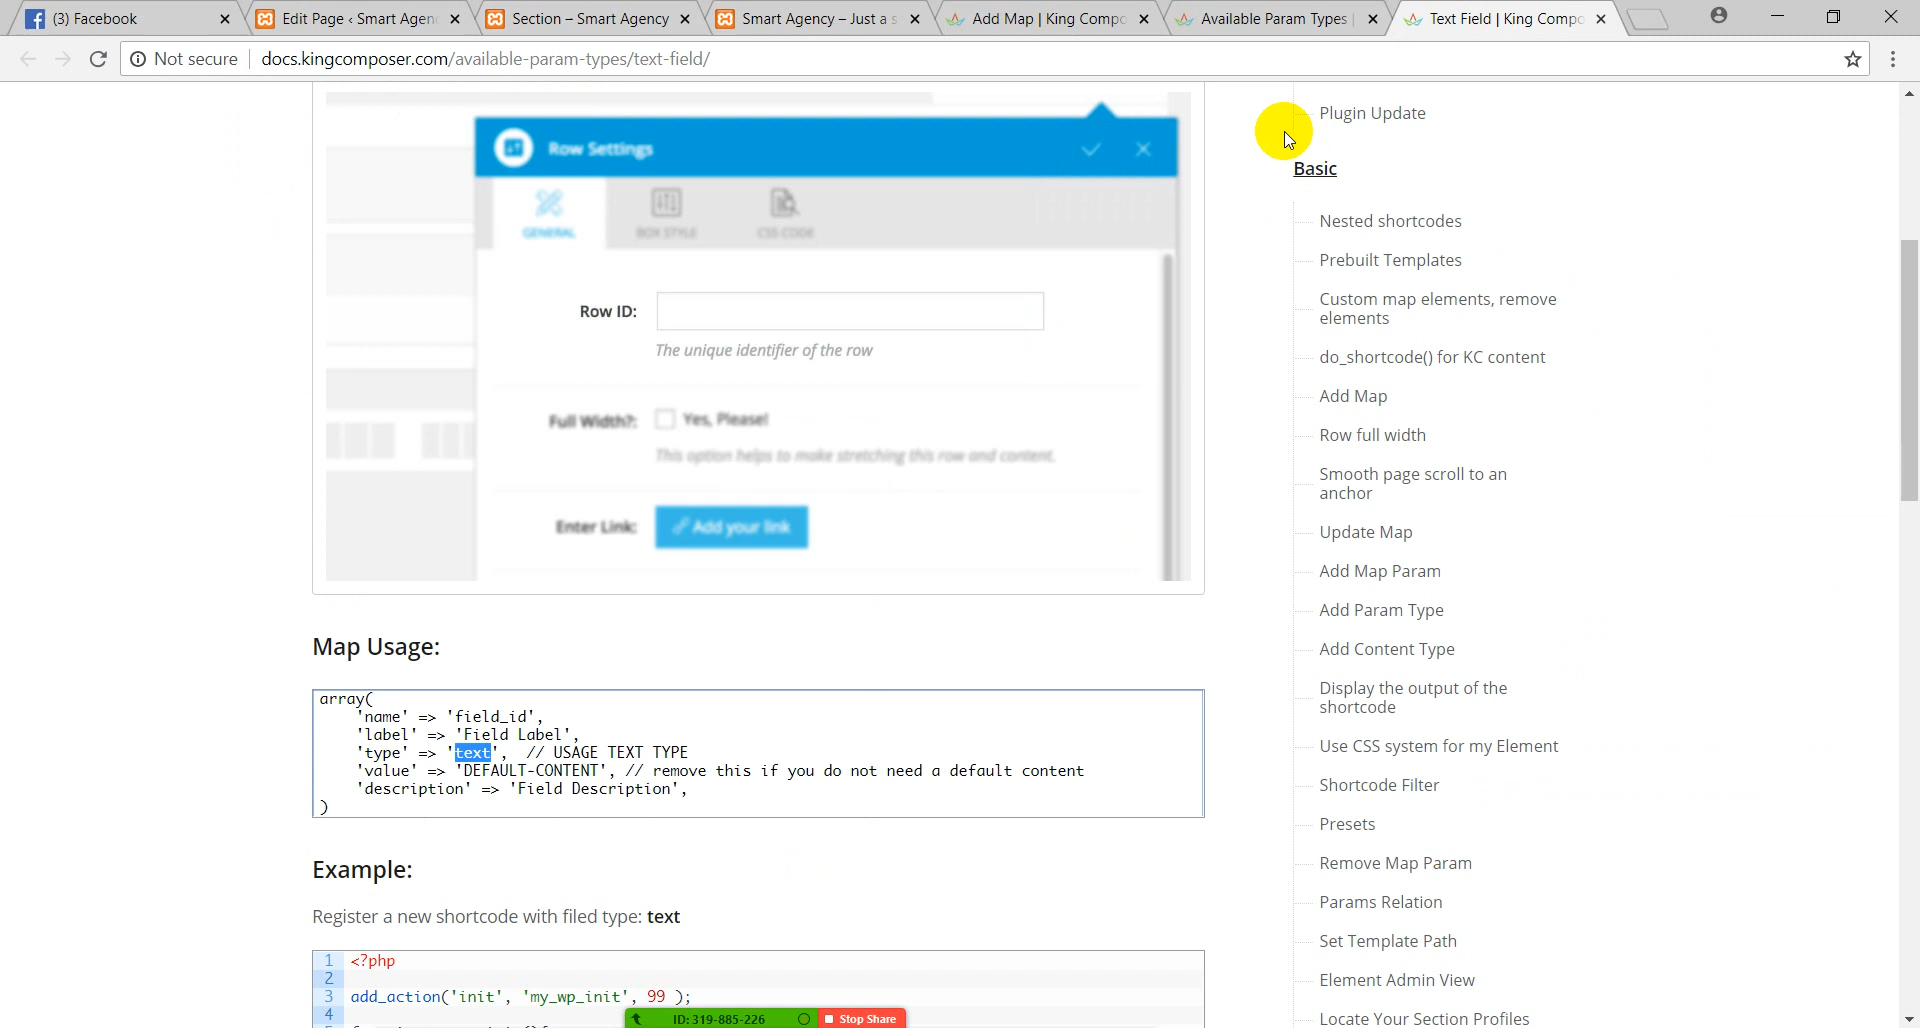 (3) Facebook
Edit Page ‹ Smart Agen
Section – Smart Agency
Smart Agency – Just a s
Add Map | King Compo
Available Param Types |
Text Field | King Compo
Not secure
docs.kingcomposer.com/available-param-types/text-field/
Row Settings
GENERAL
BOX STYLE
CSS CODE
Row ID:
The unique identifier of the row
Full Width?:
Yes, Please!
This option helps to make stretching this row and content.
Enter Link:
Add your link
Map Usage:
array(
'name' => 'field_id',
'label' => 'Field Label',
'type' => 'text', // USAGE TEXT TYPE
'value' => 'DEFAULT-CONTENT', // remove this if you do not need a default content
'description' => 'Field Description',
)
Example:
Register a new shortcode with filed type: text
1 <?php
2
3 add_action('init', 'my_wp_init', 99 );
4
ID: 319-885-226
Stop Share
Plugin Update
Basic
Nested shortcodes
Prebuilt Templates
Custom map elements, remove
elements
do_shortcode() for KC content
Add Map
Row full width
Smooth page scroll to an
anchor
Update Map
Add Map Param
Add Param Type
Add Content Type
Display the output of the
shortcode
Use CSS system for my Element
Shortcode Filter
Presets
Remove Map Param
Params Relation
Set Template Path
Element Admin View
Locate Your Section Profiles